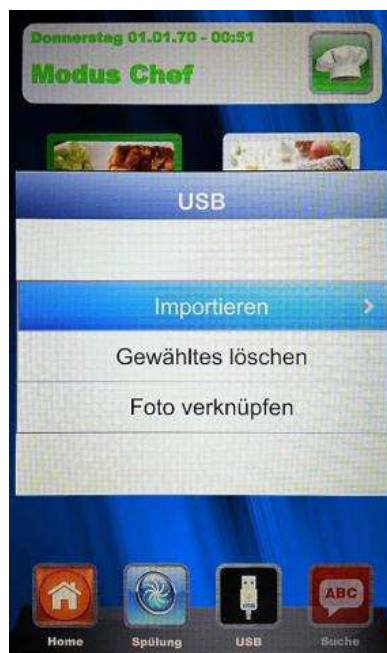 Donnerstag 01.01.70 - 00:51
Modus Chef
USB
Importieren
Gewähltes löschen
Foto verknüpfen
ABC
Home
Spülung
USB
Suche